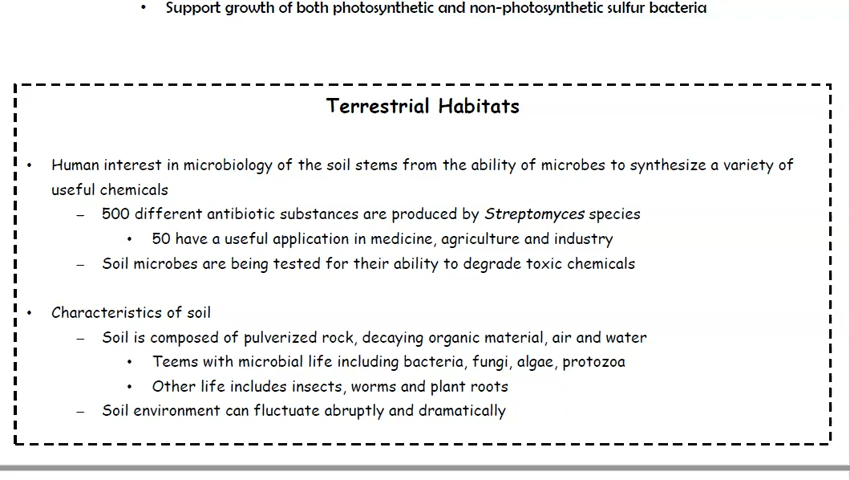 • Support growth of both photosynthetic and non-photosynthetic sulfur bacteria
Terrestrial Habitats
• Human interest in microbiology of the soil stems from the ability of microbes to synthesize a variety of
useful chemicals
– 500 different antibiotic substances are produced by Streptomyces species
• 50 have a useful application in medicine, agriculture and industry
– Soil microbes are being tested for their ability to degrade toxic chemicals
• Characteristics of soil
– Soil is composed of pulverized rock, decaying organic material, air and water
• Teems with microbial life including bacteria, fungi, algae, protozoa
• Other life includes insects, worms and plant roots
– Soil environment can fluctuate abruptly and dramatically